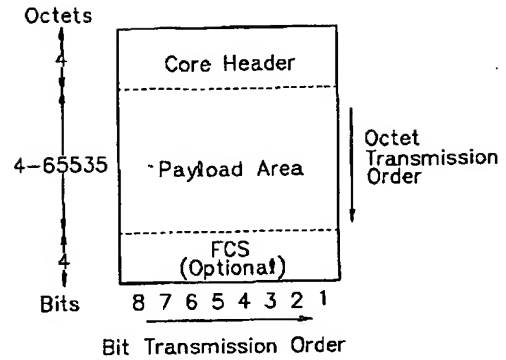 Octets
4
Core Header
4-65535
Payload Area
Octet
Transmission
Order
4
FCS
(Optional)
Bits
8 7 6 5 4 3 2 1
Bit Transmission Order